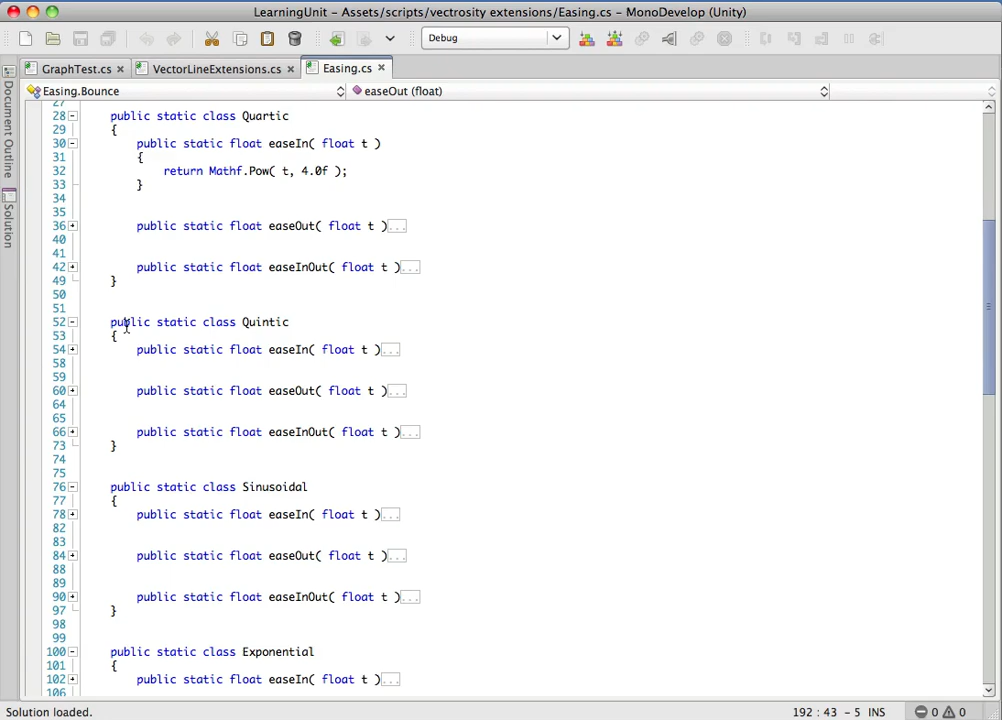 LearningUnit - Assets/scripts/vectrosity extensions/Easing.cs - MonoDevelop (Unity)
Debug
GraphTest.cs × VectorLineExtensions.cs × Easing.cs ×
Easing.Bounce easeOut (float)
Document Outline
Solution
27
28 public static class Quartic
29 {
30 public static float easeIn( float t )
31 {
32 return Mathf.Pow( t, 4.0f );
33 }
34
35
36 public static float easeOut( float t )...
40
41
42 public static float easeInOut( float t )...
49 }
50
51
52 public static class Quintic
53 {
54 public static float easeIn( float t )...
58
59
60 public static float easeOut( float t )...
64
65
66 public static float easeInOut( float t )...
73 }
74
75
76 public static class Sinusoidal
77 {
78 public static float easeIn( float t )...
82
83
84 public static float easeOut( float t )...
88
89
90 public static float easeInOut( float t )...
97 }
98
99
100 public static class Exponential
101 {
102 public static float easeIn( float t )...
106
Solution loaded. 192 : 43 - 5 INS 0 0